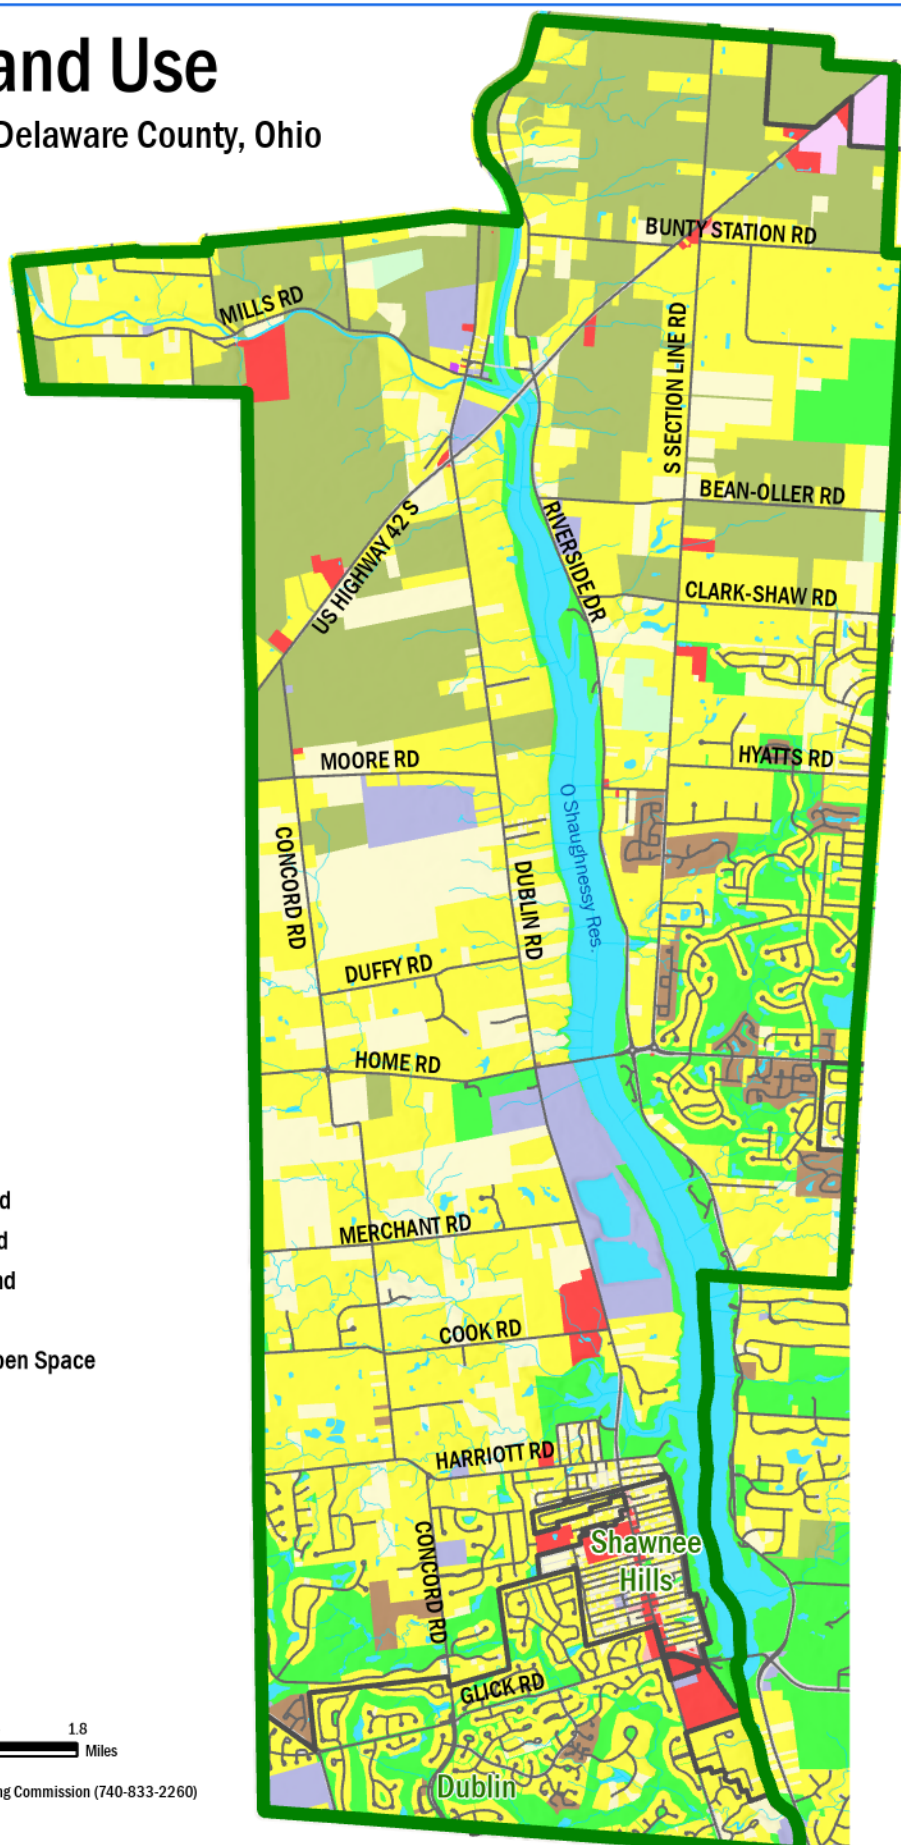 and Use
Delaware County, Ohio
BUNTY STATION RD
MILLS RD
S SECTION LINE RD
BEAN-OLLER RD
RIVERSIDE DR
US HIGHWAY 42 S
CLARK-SHAW RD
HYATTS RD
MOORE RD
O Shaughnessy Res.
CONCORD RD
DUBLIN RD
DUFFY RD
HOME RD
d
MERCHANT RD
d
nd
COOK RD
pen Space
HARRIOTT RD
CONCORD RD
Shawnee
Hills
GLICK RD
1.8
Miles
Dublin
ng Commission (740-833-2260)